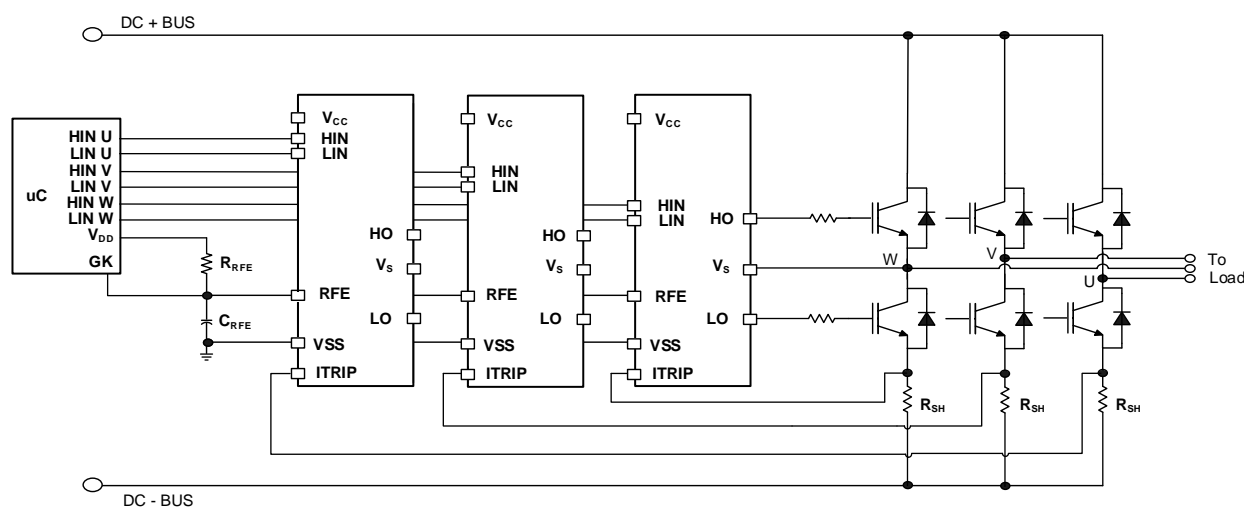 DC + BUS
uC
HIN U
LIN U
HIN V
LIN V
HIN W
LIN W
VDD
GK
RRFE
CRFE
VCC
HIN
LIN
HO
VS
RFE
LO
VSS
ITRIP
VCC
HIN
LIN
HO
VS
RFE
LO
VSS
ITRIP
VCC
HIN
LIN
HO
VS
RFE
LO
VSS
ITRIP
W
V
U
To
Load
RSH
RSH
RSH
DC - BUS